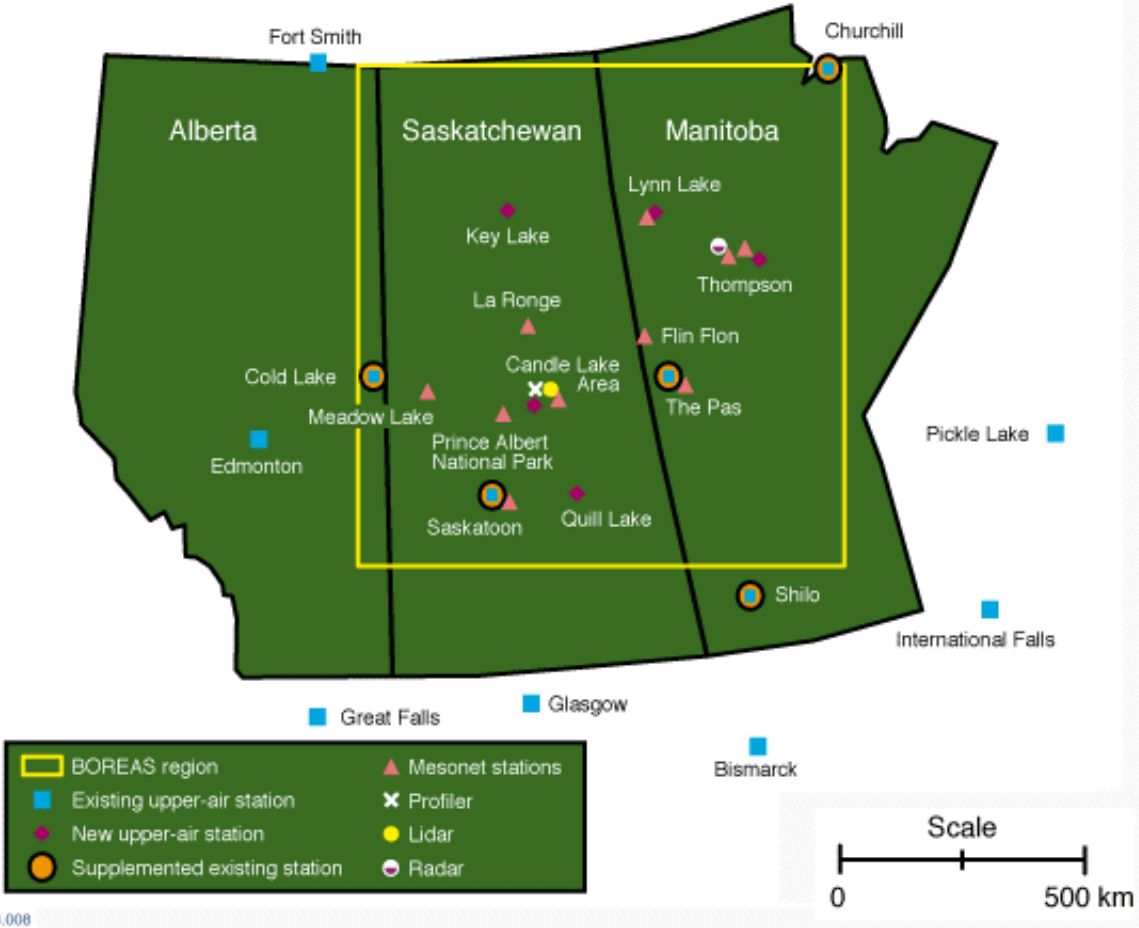 Fort Smith
Churchill
Alberta
Saskatchewan
Manitoba
Lynn Lake
Key Lake
Thompson
La Ronge
Flin Flon
Candle Lake
Area
Cold Lake
Meadow Lake
The Pas
Prince Albert
National Park
Pickle Lake
Edmonton
Saskatoon
Quill Lake
Shilo
International Falls
Great Falls
Glasgow
Bismarck
BOREAS region
Existing upper-air station
New upper-air station
Supplemented existing station
Mesonet stations
Profiler
Lidar
Radar
Scale
0
500 km